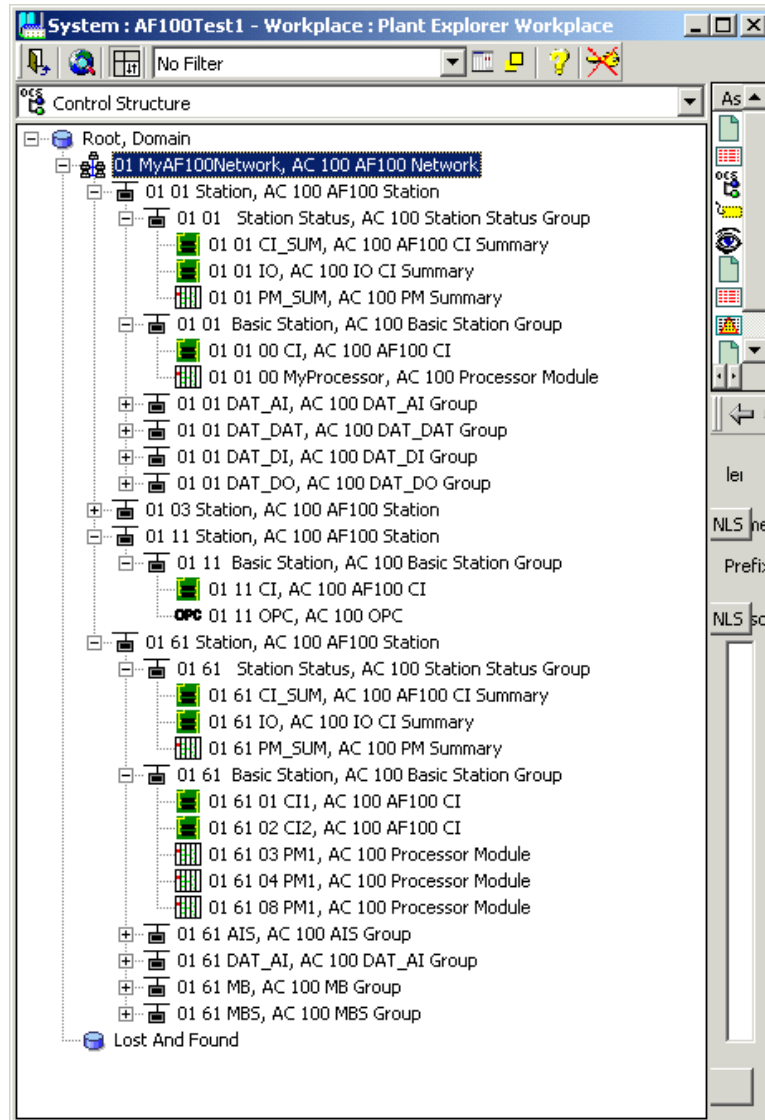 System : AF100Test1 - Workplace : Plant Explorer Workplace
No Filter
OCS Control Structure
As
Root, Domain
01 MyAF100Network, AC 100 AF100 Network
01 01 Station, AC 100 AF100 Station
01 01 Station Status, AC 100 Station Status Group
01 01 CI_SUM, AC 100 AF100 CI Summary
01 01 IO, AC 100 IO CI Summary
01 01 PM_SUM, AC 100 PM Summary
01 01 Basic Station, AC 100 Basic Station Group
01 01 00 CI, AC 100 AF100 CI
01 01 00 MyProcessor, AC 100 Processor Module
01 01 DAT_AI, AC 100 DAT_AI Group
01 01 DAT_DAT, AC 100 DAT_DAT Group
01 01 DAT_DI, AC 100 DAT_DI Group
01 01 DAT_DO, AC 100 DAT_DO Group
01 03 Station, AC 100 AF100 Station
01 11 Station, AC 100 AF100 Station
01 11 Basic Station, AC 100 Basic Station Group
01 11 CI, AC 100 AF100 CI
OPC 01 11 OPC, AC 100 OPC
01 61 Station, AC 100 AF100 Station
01 61 Station Status, AC 100 Station Status Group
01 61 CI_SUM, AC 100 AF100 CI Summary
01 61 IO, AC 100 IO CI Summary
01 61 PM_SUM, AC 100 PM Summary
01 61 Basic Station, AC 100 Basic Station Group
01 61 01 CI1, AC 100 AF100 CI
01 61 02 CI2, AC 100 AF100 CI
01 61 03 PM1, AC 100 Processor Module
01 61 04 PM1, AC 100 Processor Module
01 61 08 PM1, AC 100 Processor Module
01 61 AIS, AC 100 AIS Group
01 61 DAT_AI, AC 100 DAT_AI Group
01 61 MB, AC 100 MB Group
01 61 MBS, AC 100 MBS Group
Lost And Found
OCS
NLS
Prefix
NLS